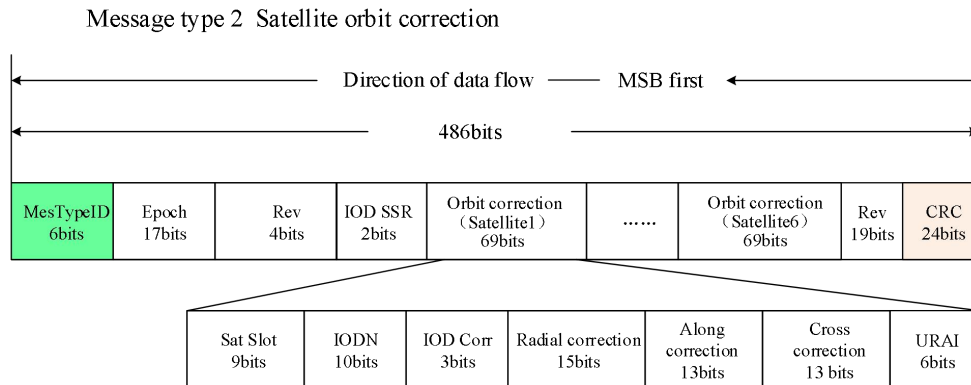 Message type 2  Satellite orbit correction
Direction of data flow
MSB first
486bits
MesTypeID
6bits
Epoch
17bits
Rev
4bits
IOD SSR
2bits
Orbit correction
（Satellite1）
69bits
……
Orbit correction
（Satellite6）
69bits
Rev
19bits
CRC
24bits
Sat Slot
9bits
IODN
10bits
IOD Corr
3bits
Radial correction
15bits
Along
correction
13bits
Cross
correction
13 bits
URAI
6bits